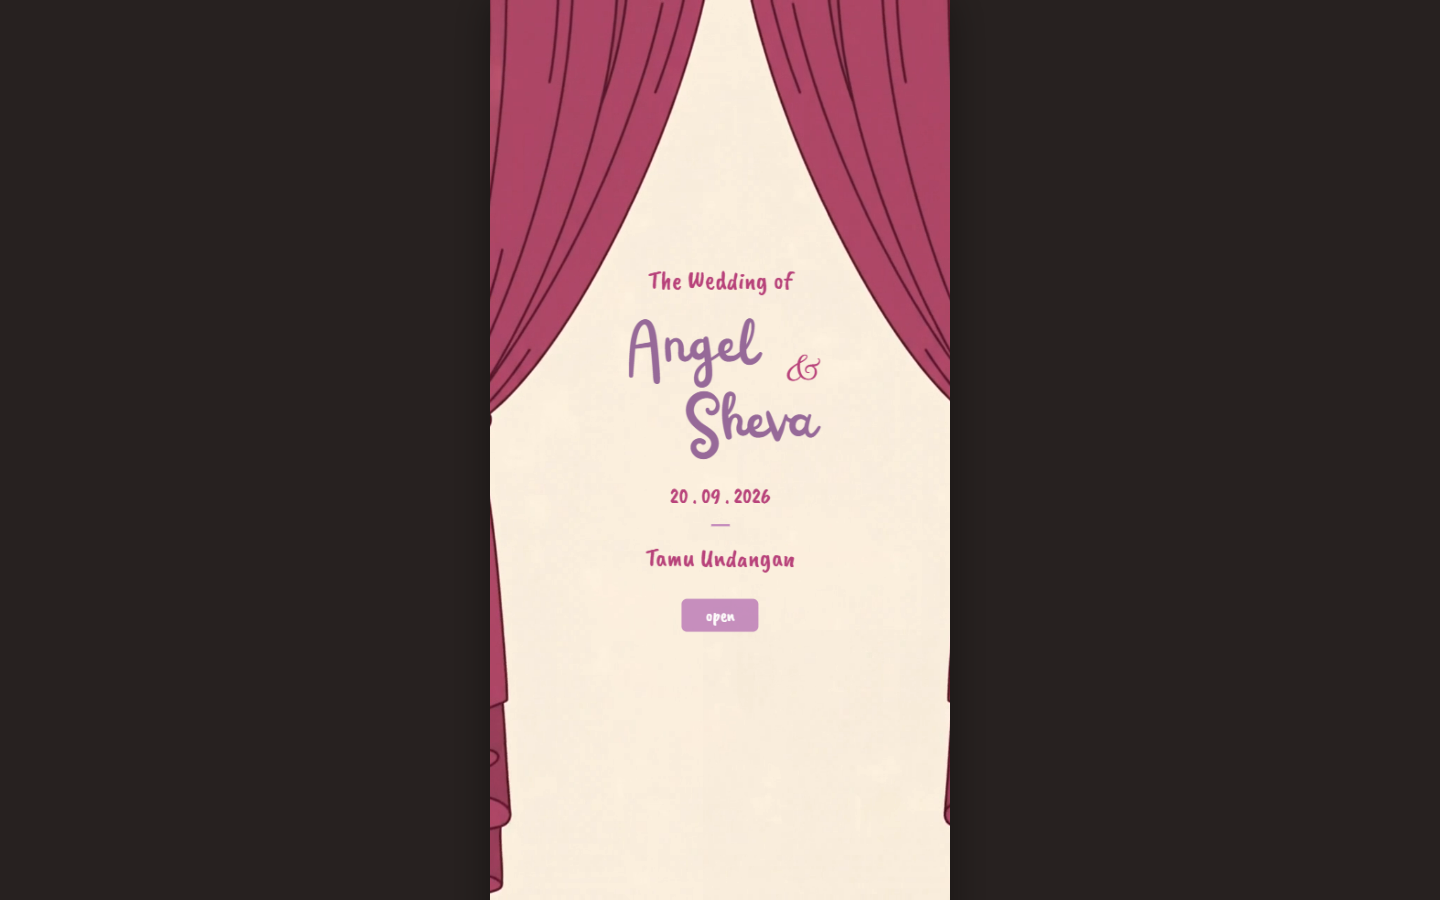 The Wedding of
Angel
&
Sheva
20 . 09 . 2026
Tamu Undangan
open